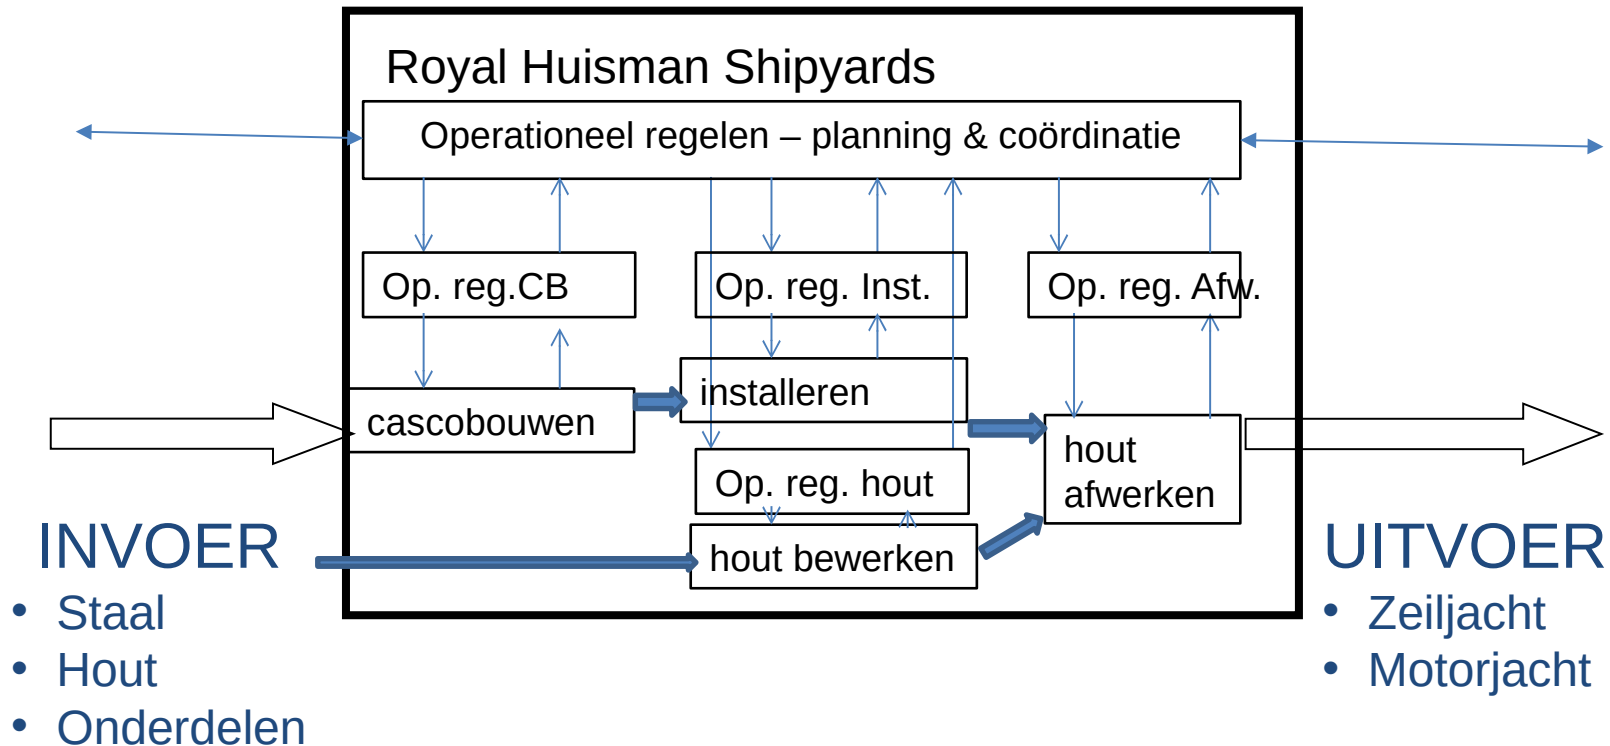 Royal Huisman Shipyards
Operationeel regelen – planning & coördinatie
Op. reg.CB
Op. reg. Inst.
Op. reg. Afw.
cascobouwen
installeren
hout
afwerken
Op. reg. hout
hout bewerken
INVOER
• Staal
• Hout
• Onderdelen
UITVOER
• Zeiljacht
• Motorjacht